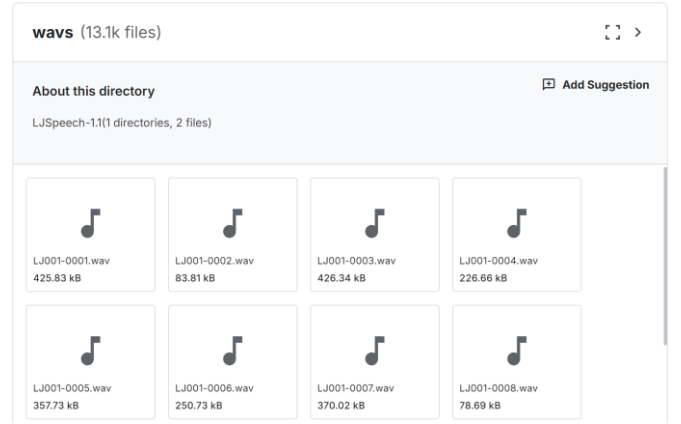 wavs (13.1k files)
About this directory
Add Suggestion
LJSpeech-1.1(1 directories, 2 files)
LJ001-0001.wav
425.83 kB
LJ001-0002.wav
83.81 kB
LJ001-0003.wav
426.34 kB
LJ001-0004.wav
226.66 kB
LJ001-0005.wav
357.73 kB
LJ001-0006.wav
250.73 kB
LJ001-0007.wav
370.02 kB
LJ001-0008.wav
78.69 kB